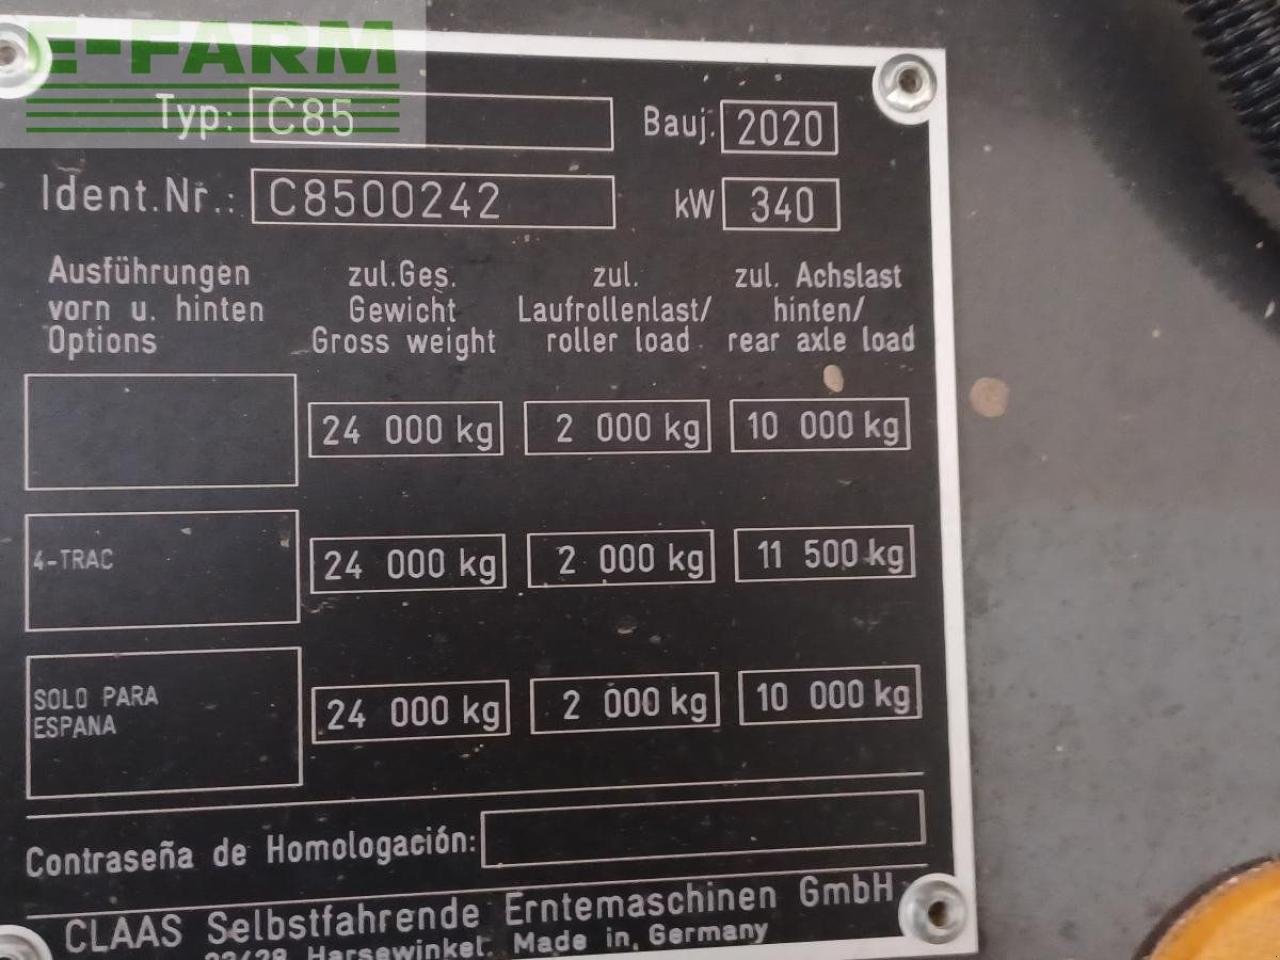 E-FARM
Typ: C85 Bauj. 2020
Ident.Nr.: C8500242 kW 340
Ausführungen zul.Ges. zul. zul. Achslast
vorn u. hinten Gewicht Laufrollenlast/ hinten/
Options Gross weight roller load rear axle load
24 000 kg 2 000 kg 10 000 kg
4-TRAC 24 000 kg 2 000 kg 11 500 kg
SOLO PARA
ESPANA 24 000 kg 2 000 kg 10 000 kg
Contraseña de Homologación:
CLAAS Selbstfahrende Erntemaschinen GmbH
33428 Harsewinkel. Made in Germany